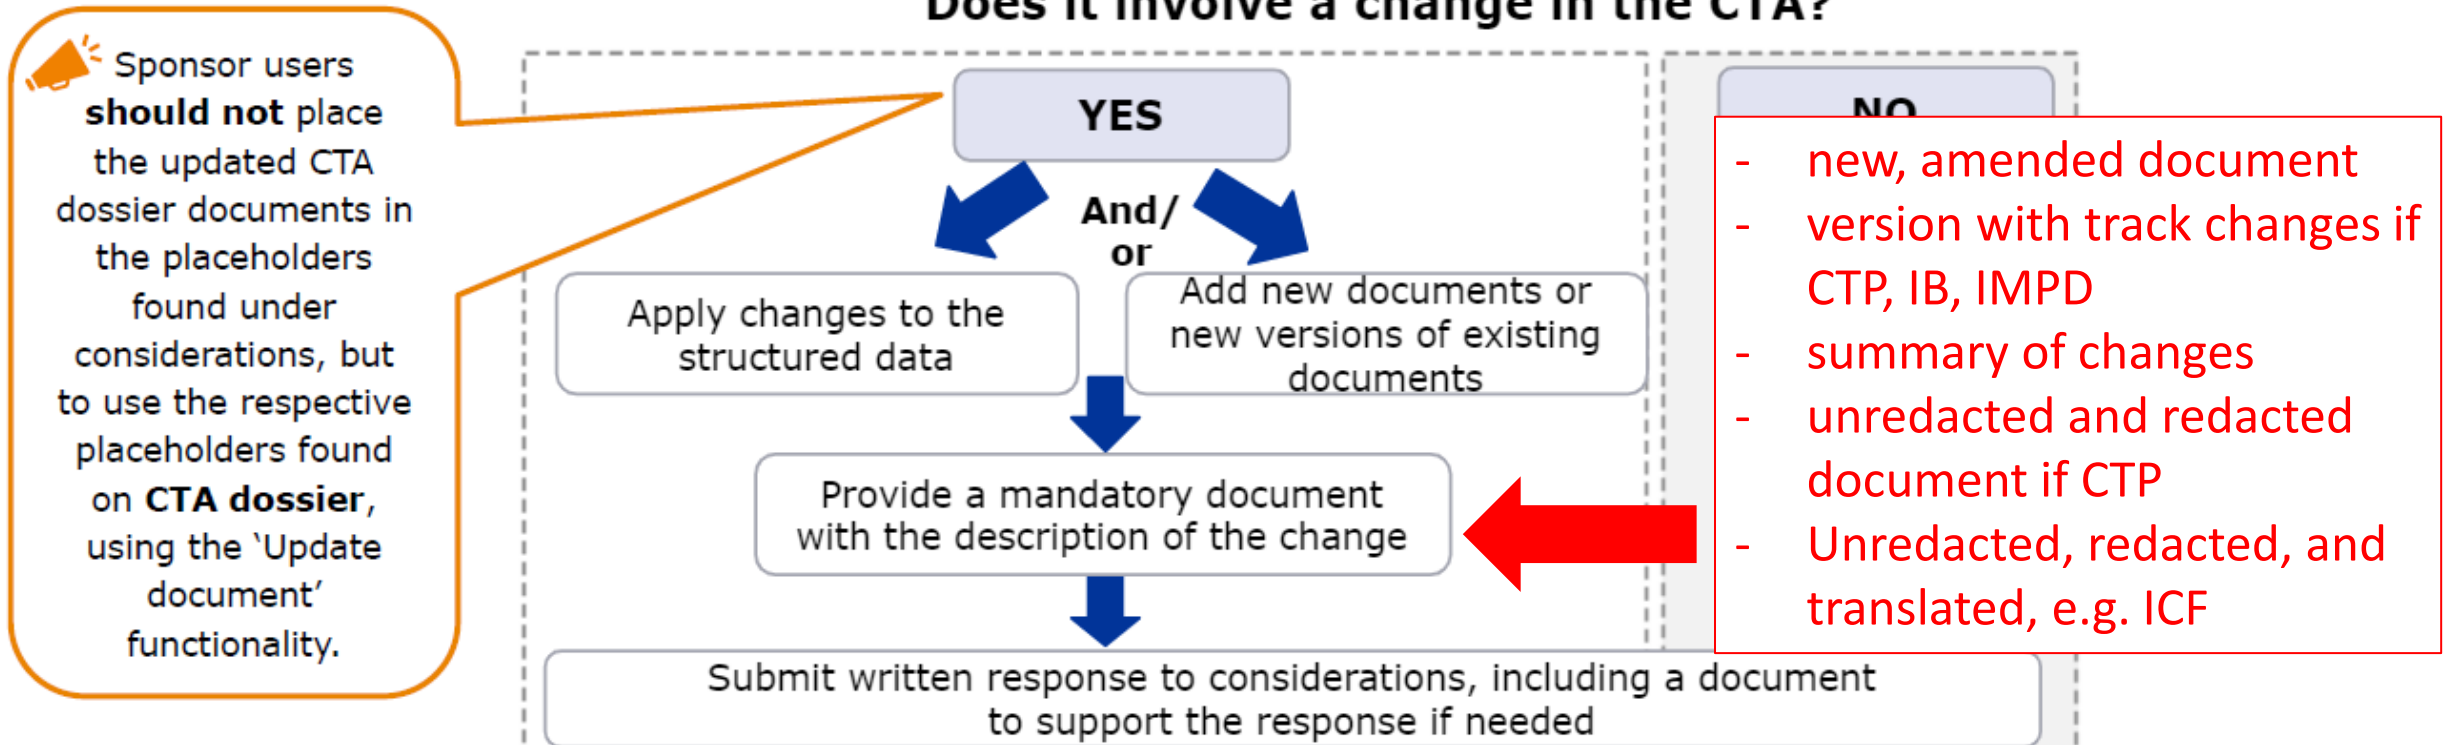 Does it involve a change in the CTA?
Sponsor users
should not place
the updated CTA
dossier documents in
the placeholders
found under
considerations, but
to use the respective
placeholders found
on CTA dossier,
using the ‘Update
document’
functionality.
YES
NO
And/
or
Apply changes to the
structured data
Add new documents or
new versions of existing
documents
Provide a mandatory document
with the description of the change
- new, amended document
- version with track changes if
CTP, IB, IMPD
- summary of changes
- unredacted and redacted
document if CTP
- Unredacted, redacted, and
translated, e.g. ICF
Submit written response to considerations, including a document
to support the response if needed